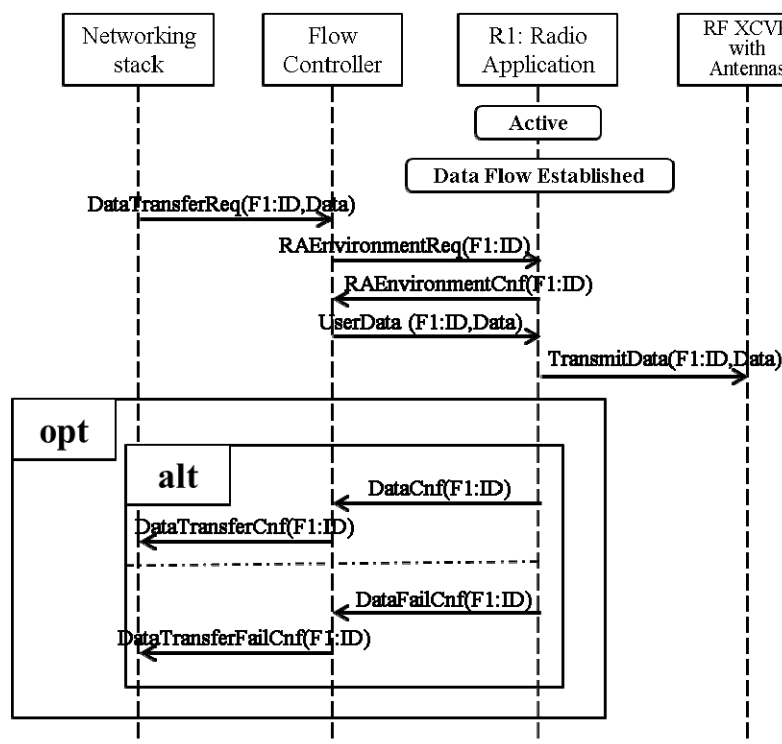 Networking
stack
Flow
Controller
R1: Radio
Application
RF XCVR
with
Antennas
Active
Data Flow Established
DataTransferReq(F1:ID,Data)
RAEnvironmentReq(F1:ID)
RAEnvironmentCnf(F1:ID)
UserData (F1:ID,Data)
TransmitData(F1:ID,Data)
opt
alt
DataCnf(F1:ID)
DataTransferCnf(F1:ID)
DataFailCnf(F1:ID)
DataTransferFailCnf(F1:ID)